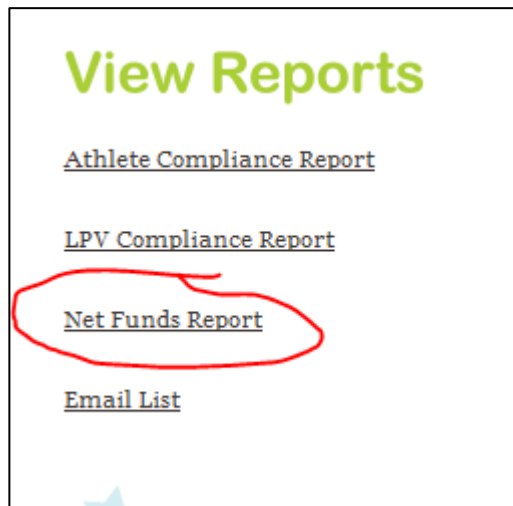 View Reports
Athlete Compliance Report
LPV Compliance Report
Net Funds Report
Email List